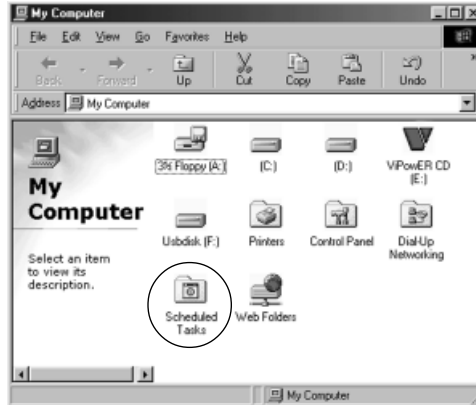 My Computer
File Edit View Go Favorites Help
Back Forward Up Cut Copy Paste Undo
Address My Computer
My Computer
Select an item to view its description.
3½ Floppy (A:) (C:) (D:) ViPowER CD (E:)
Usbdisk (F:) Printers Control Panel Dial-Up Networking
Scheduled Tasks Web Folders
My Computer